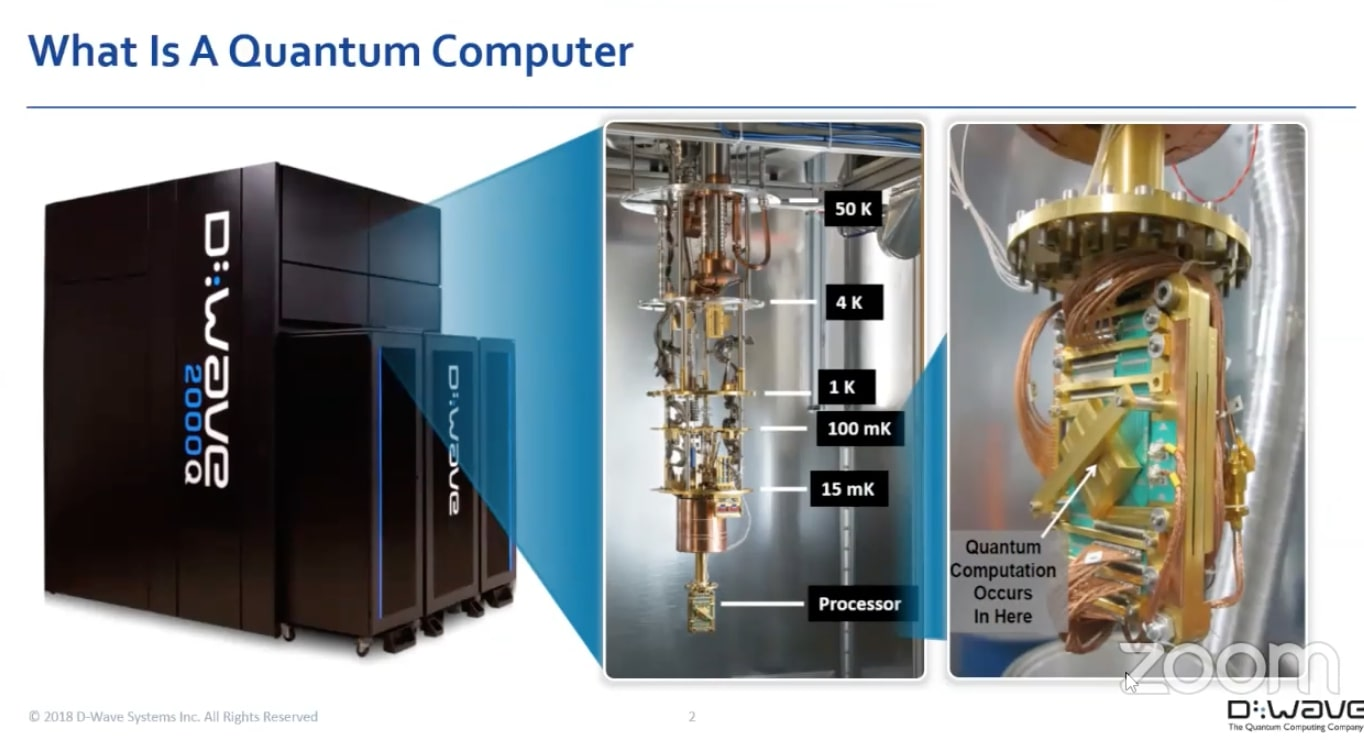 What Is A Quantum Computer
D:Wave
2000Q
D:Wave
50 K
4 K
1 K
100 mK
15 mK
Processor
Quantum
Computation
Occurs
In Here
zoom
© 2018 D-Wave Systems Inc. All Rights Reserved
2
D:Wave
The Quantum Computing Company